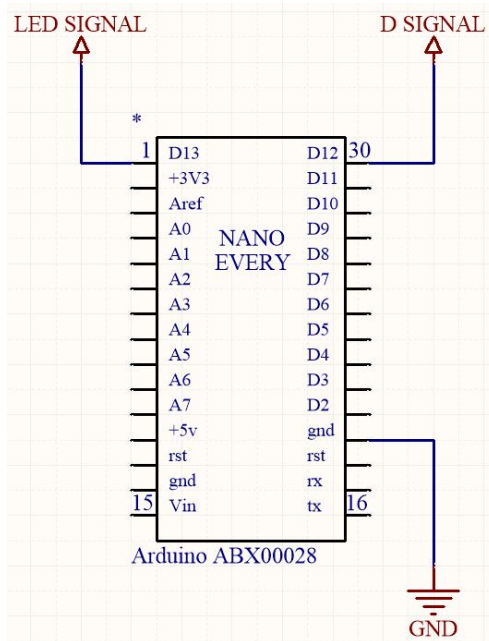 LED SIGNAL
D SIGNAL
*
1 D13 D12 30
+3V3 D11
Aref D10
A0 D9
NANO
A1 D8
EVERY
A2 D7
A3 D6
A4 D5
A5 D4
A6 D3
A7 D2
+5v gnd
rst rst
gnd rx
15 Vin tx 16
Arduino ABX00028
GND